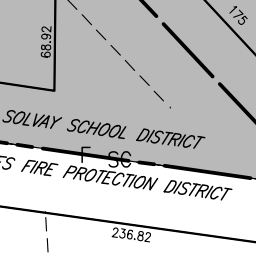 175
68.92
SOLVAY SCHOOL DISTRICT
F SC
FIRE PROTECTION DISTRICT
236.82